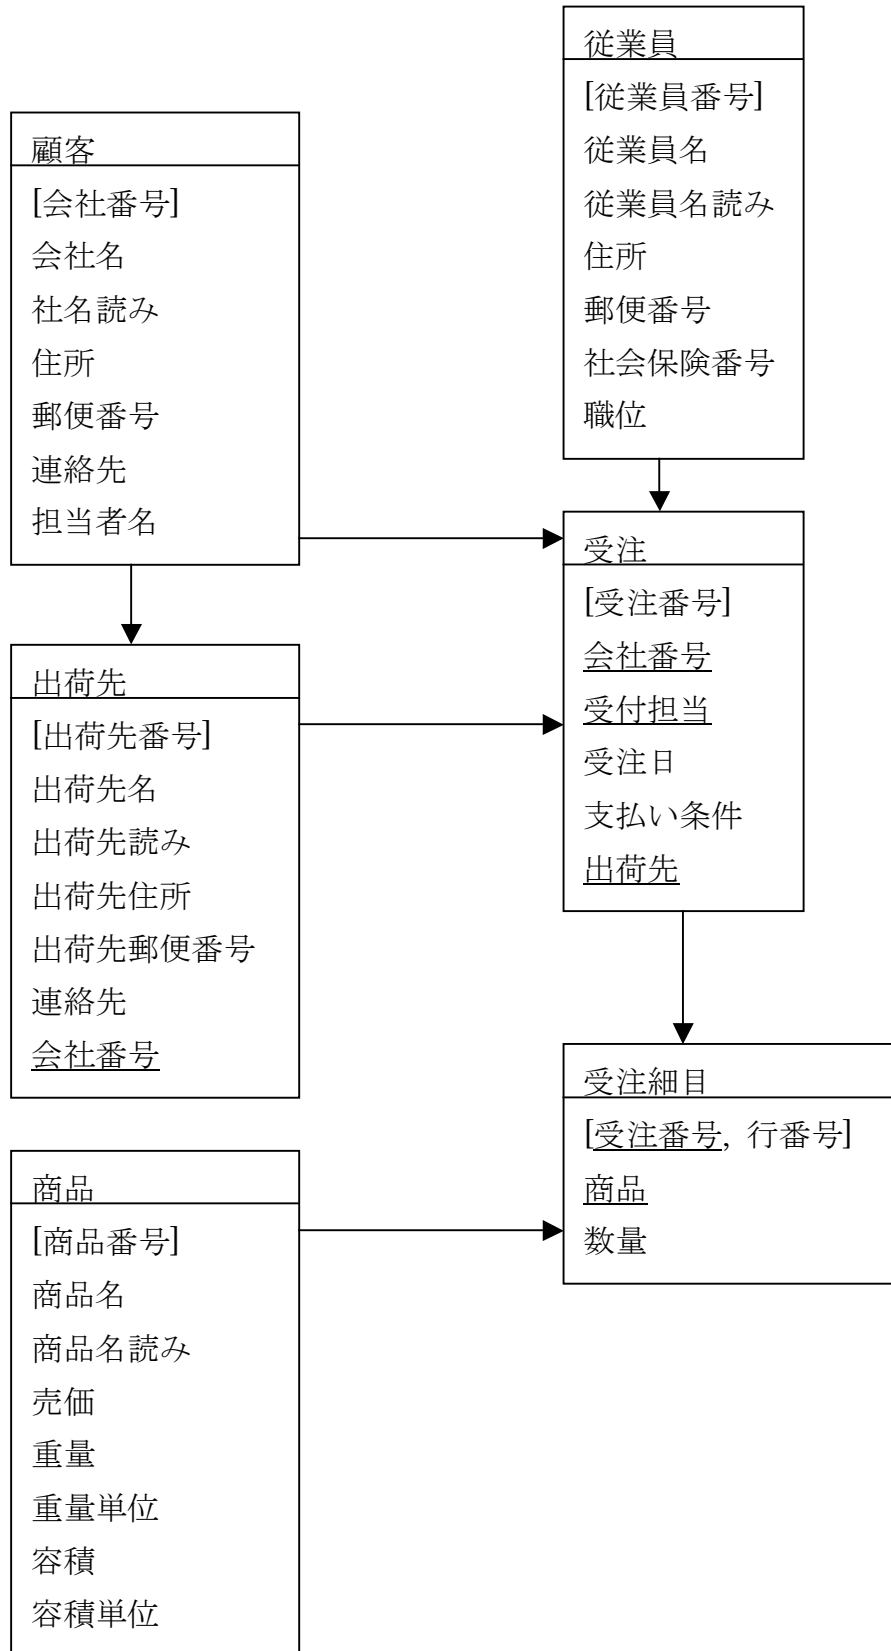 従業員
[従業員番号]
従業員名
従業員名読み
住所
郵便番号
社会保険番号
職位
顧客
[会社番号]
会社名
社名読み
住所
郵便番号
連絡先
担当者名
受注
[受注番号]
会社番号
受付担当
受注日
支払い条件
出荷先
出荷先
[出荷先番号]
出荷先名
出荷先読み
出荷先住所
出荷先郵便番号
連絡先
会社番号
受注細目
[受注番号, 行番号]
商品
数量
商品
[商品番号]
商品名
商品名読み
売価
重量
重量単位
容積
容積単位